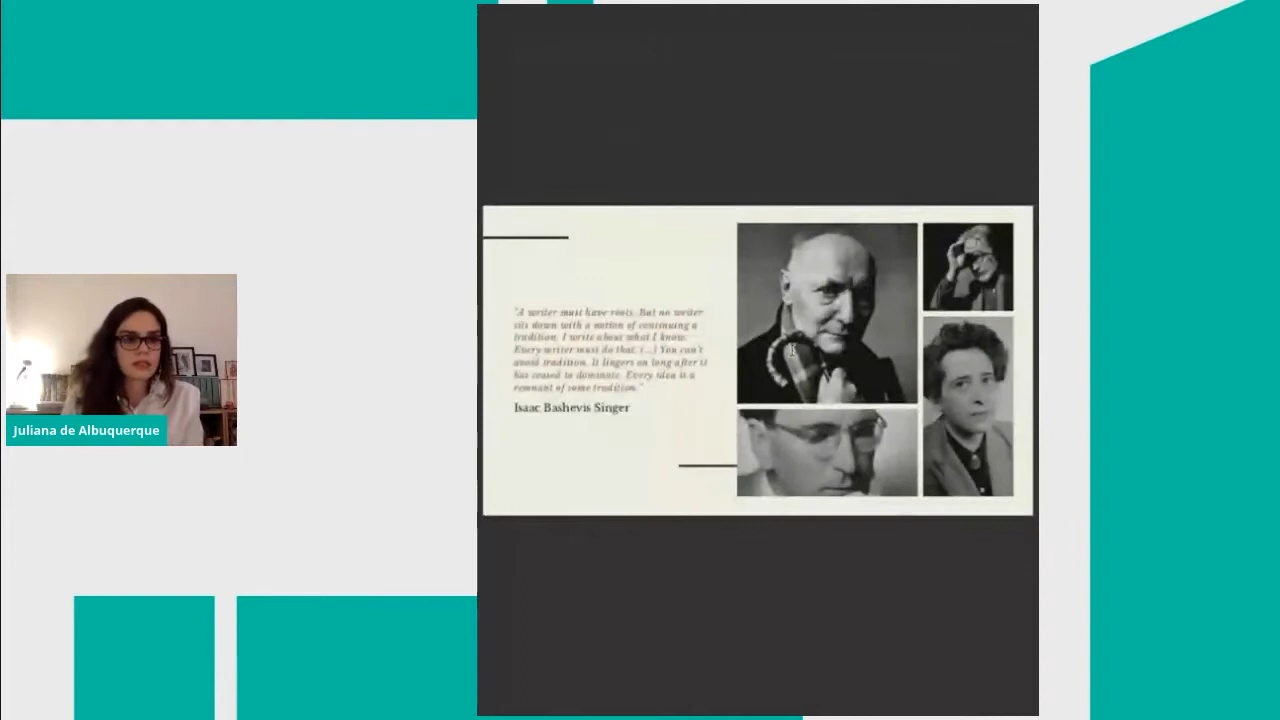 "A writer must have roots. But no writer
sits down with a notion of continuing a
tradition. I write about what I know.
Every writer must do that. (...) You can't
avoid tradition. It lingers on long after it
has ceased to dominate. Every idea is a
remnant of some tradition."
Isaac Bashevis Singer
Juliana de Albuquerque